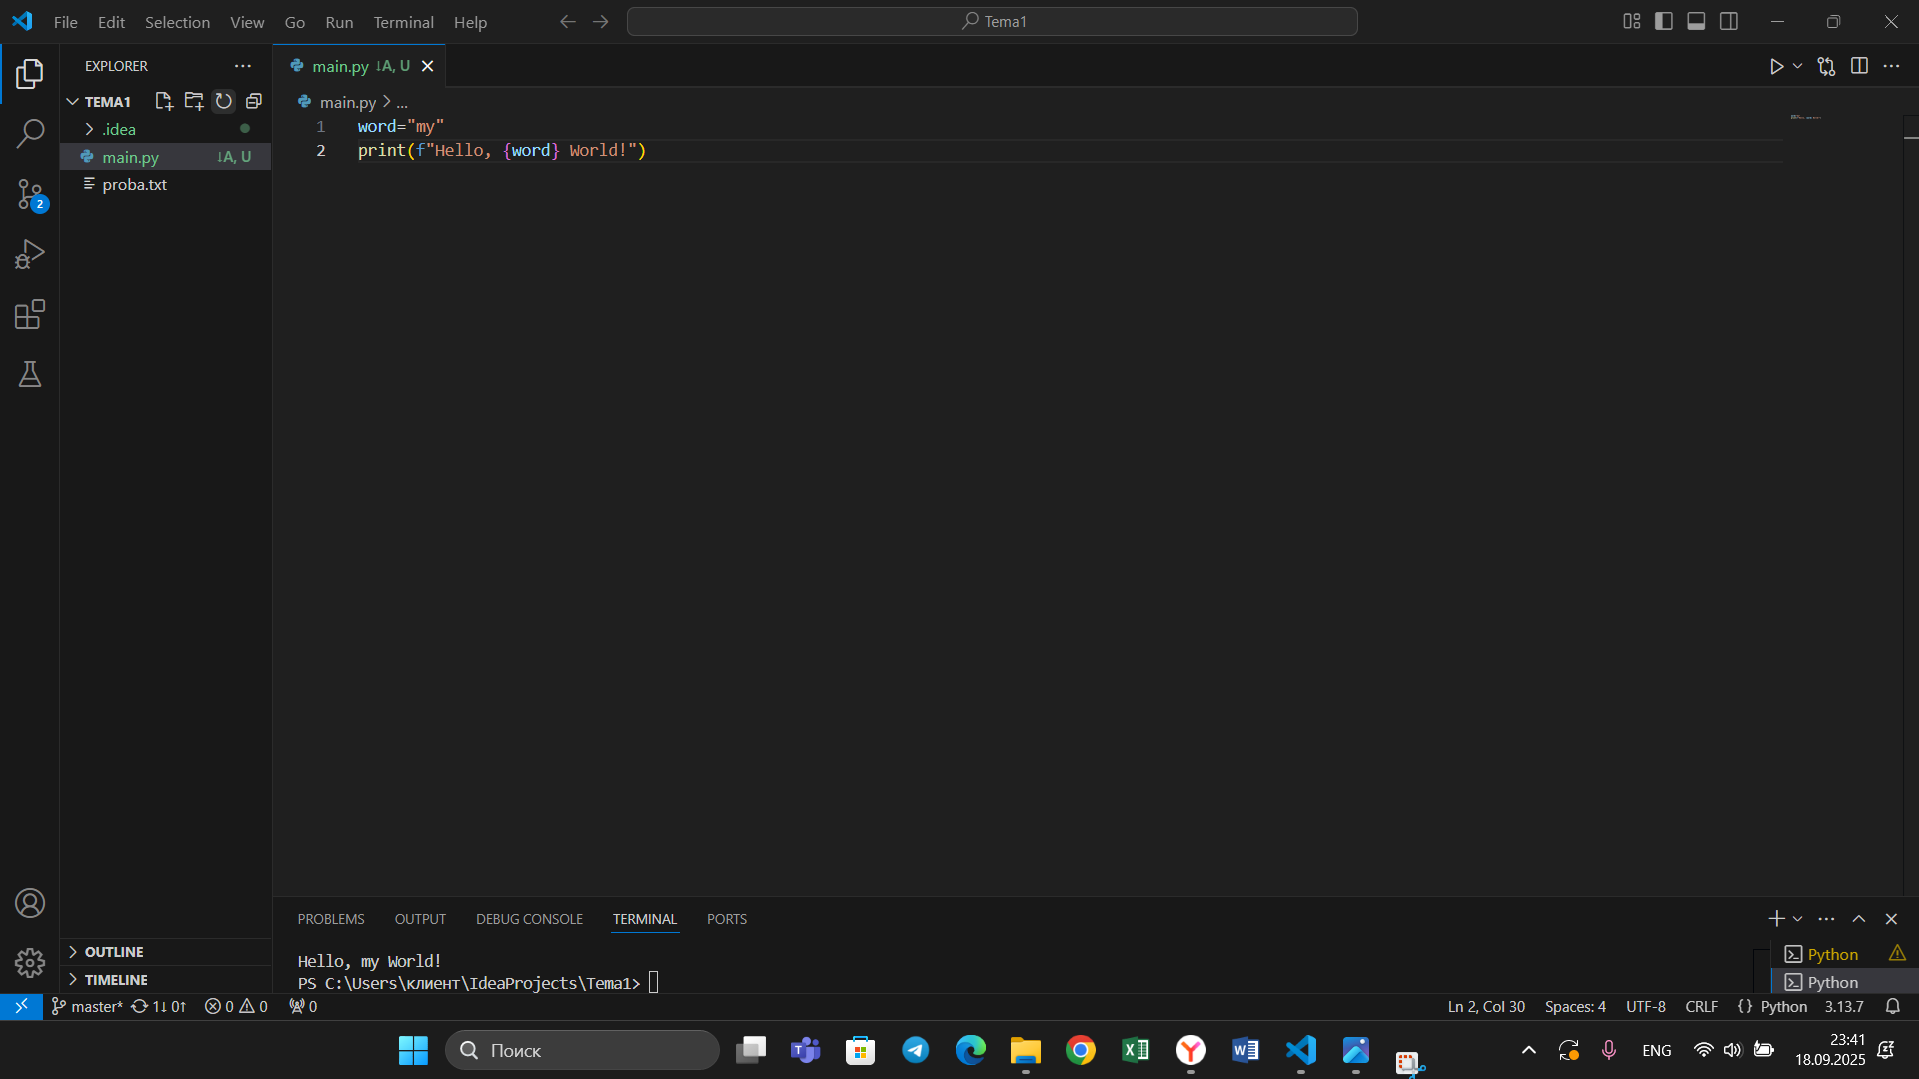 File Edit Selection View Go Run Terminal Help
Tema1
EXPLORER
main.py ↓A, U
TEMA1
main.py > ...
.idea
main.py ↓A, U
proba.txt
2
1 word="my"
2 print(f"Hello, {word} World!")
PROBLEMS OUTPUT DEBUG CONSOLE TERMINAL PORTS
Hello, my World!
PS C:\Users\клиент\IdeaProjects\Tema1>
Python
Python
OUTLINE
TIMELINE
master* 1↓ 0↑ 0 0 0
Ln 2, Col 30 Spaces: 4 UTF-8 CRLF {} Python 3.13.7
Поиск
ENG
23:41
18.09.2025